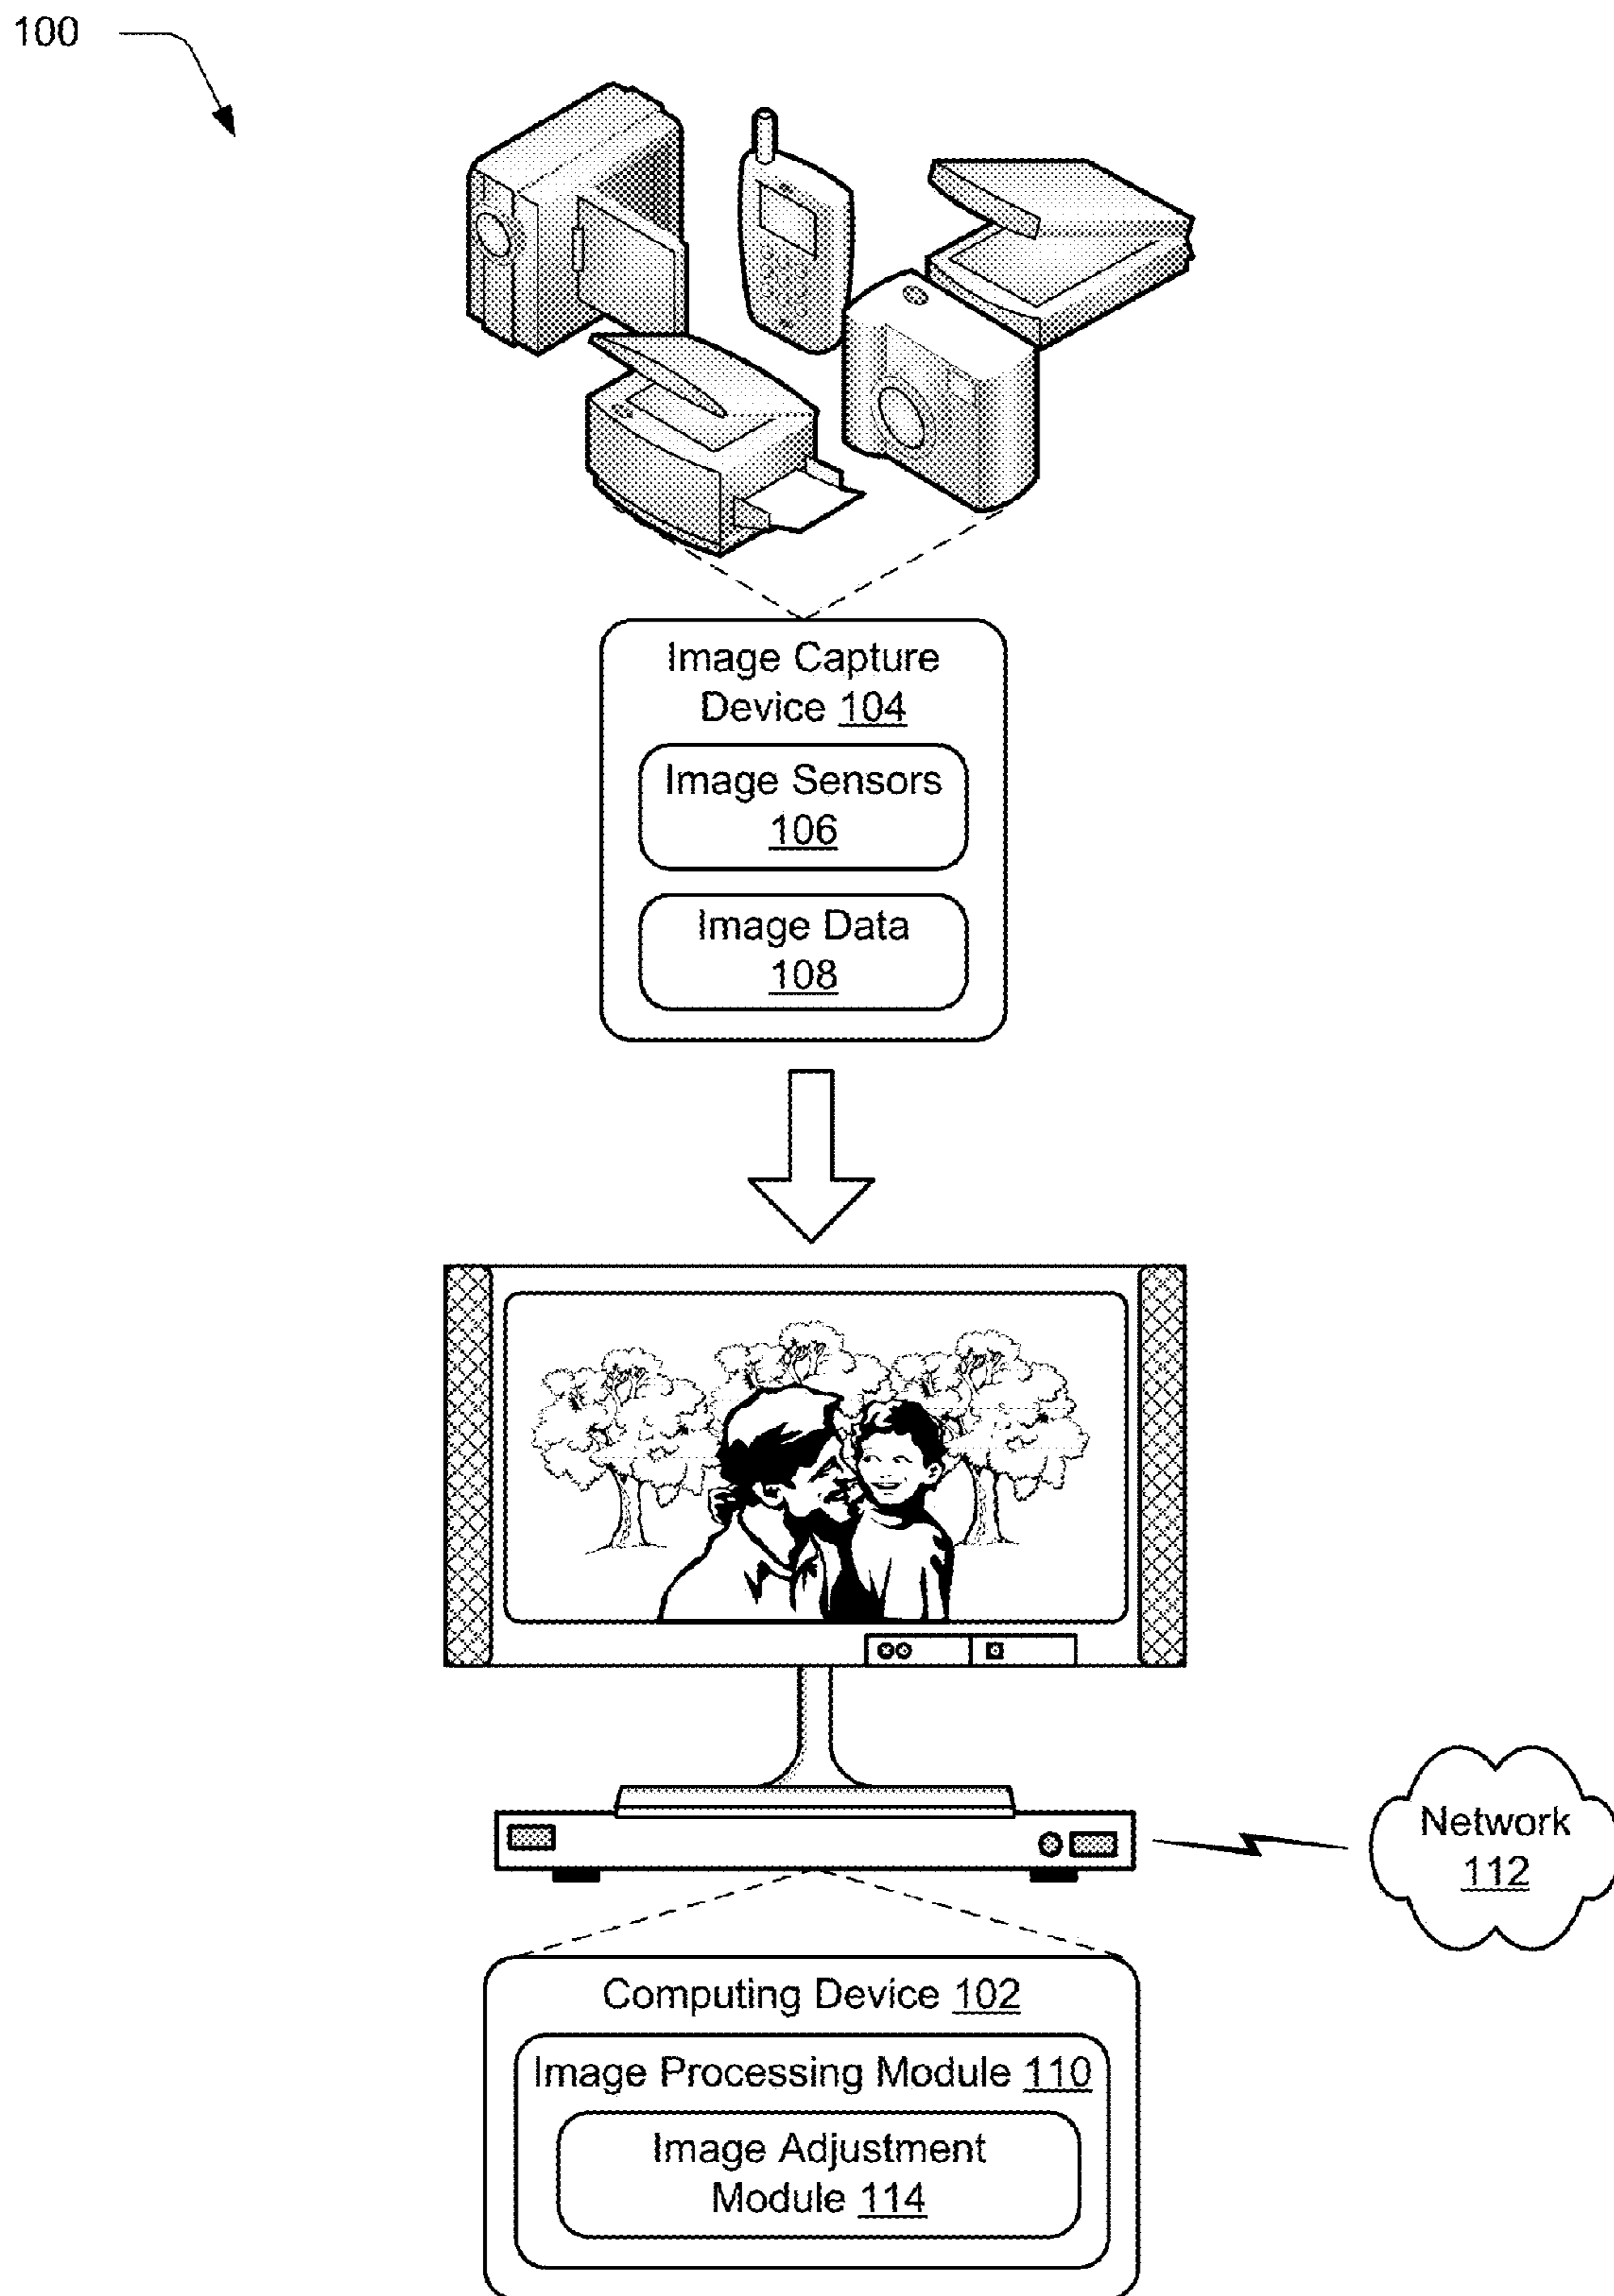 100
Image Capture
Device 104
Image Sensors
106
Image Data
108
Network
112
Computing Device 102
Image Processing Module 110
Image Adjustment
Module 114